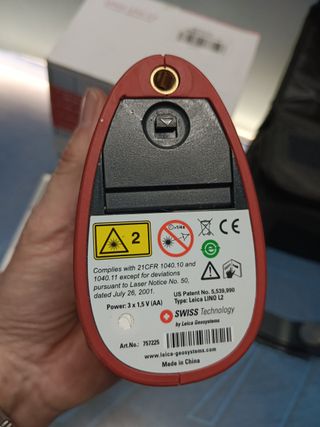 2
Complies with 21CFR 1040.10 and
1040.11 except for deviations
pursuant to Laser Notice No. 50,
dated July 26, 2001.
US Patent No. 5,539,990
Power: 3 x 1,5 V (AA) Type: Leica LINO L2
SWISS Technology
by Leica Geosystems
Art.No.: 757225
www.leica-geosystems.com
Made in China